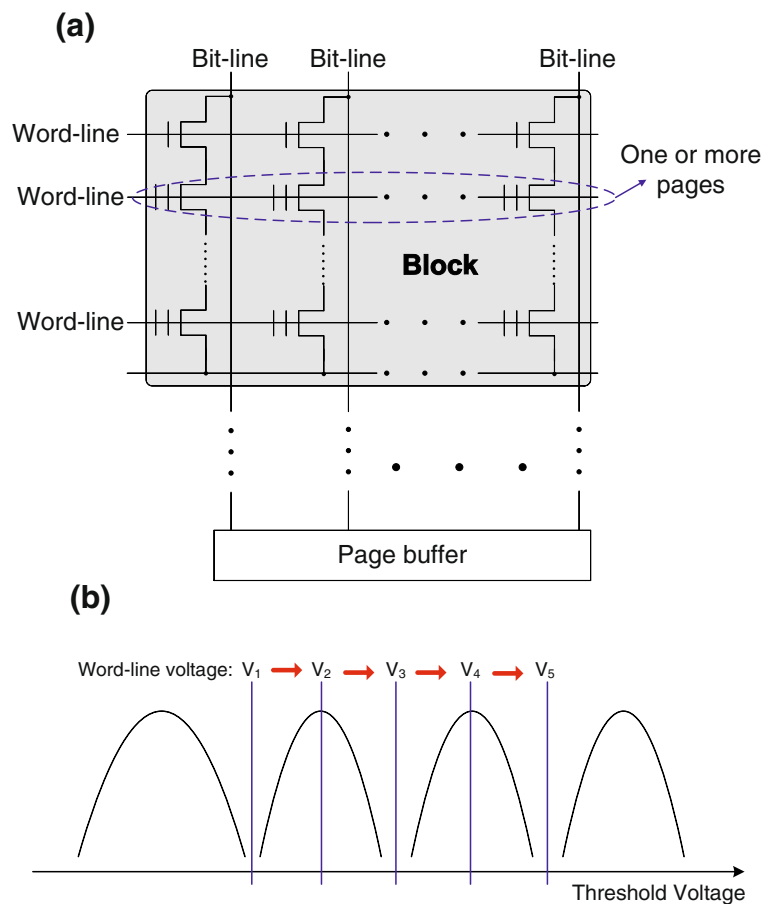 (a)
Bit-line Bit-line Bit-line
Word-line
One or more
pages
Word-line
Block
Word-line
Page buffer
(b)
Word-line voltage: V₁ V₂ V₃ V₄ V₅
Threshold Voltage